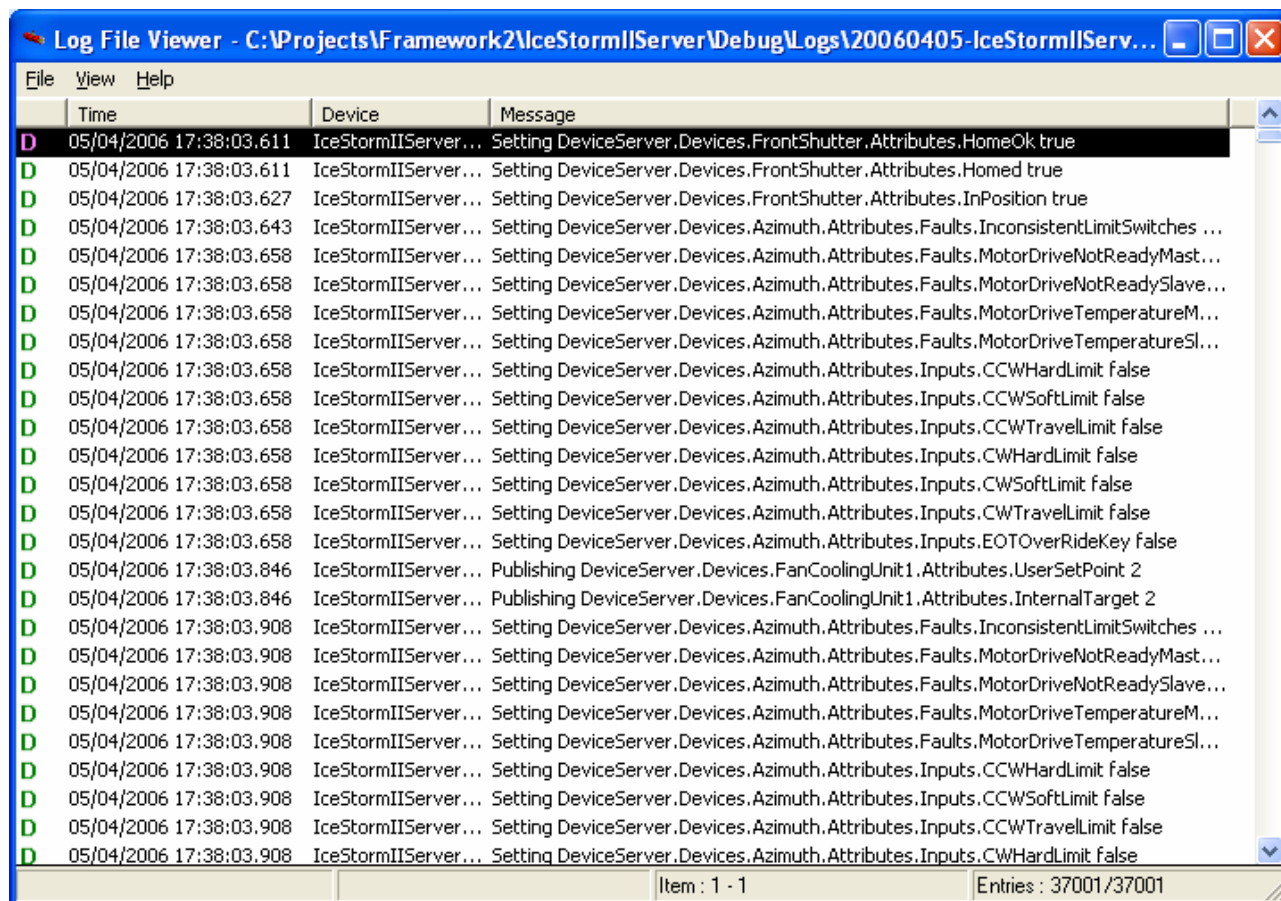 Log File Viewer - C:\Projects\Framework2\IceStormIIServer\Debug\Logs\20060405-IceStormIIServ...
File View Help
Time Device Message
D 05/04/2006 17:38:03.611 IceStormIIServer... Setting DeviceServer.Devices.FrontShutter.Attributes.HomeOk true
D 05/04/2006 17:38:03.611 IceStormIIServer... Setting DeviceServer.Devices.FrontShutter.Attributes.Homed true
D 05/04/2006 17:38:03.627 IceStormIIServer... Setting DeviceServer.Devices.FrontShutter.Attributes.InPosition true
D 05/04/2006 17:38:03.643 IceStormIIServer... Setting DeviceServer.Devices.Azimuth.Attributes.Faults.InconsistentLimitSwitches ...
D 05/04/2006 17:38:03.658 IceStormIIServer... Setting DeviceServer.Devices.Azimuth.Attributes.Faults.MotorDriveNotReadyMast...
D 05/04/2006 17:38:03.658 IceStormIIServer... Setting DeviceServer.Devices.Azimuth.Attributes.Faults.MotorDriveNotReadySlave...
D 05/04/2006 17:38:03.658 IceStormIIServer... Setting DeviceServer.Devices.Azimuth.Attributes.Faults.MotorDriveTemperatureM...
D 05/04/2006 17:38:03.658 IceStormIIServer... Setting DeviceServer.Devices.Azimuth.Attributes.Faults.MotorDriveTemperatureSl...
D 05/04/2006 17:38:03.658 IceStormIIServer... Setting DeviceServer.Devices.Azimuth.Attributes.Inputs.CCWHardLimit false
D 05/04/2006 17:38:03.658 IceStormIIServer... Setting DeviceServer.Devices.Azimuth.Attributes.Inputs.CCWSoftLimit false
D 05/04/2006 17:38:03.658 IceStormIIServer... Setting DeviceServer.Devices.Azimuth.Attributes.Inputs.CCWTravelLimit false
D 05/04/2006 17:38:03.658 IceStormIIServer... Setting DeviceServer.Devices.Azimuth.Attributes.Inputs.CWHardLimit false
D 05/04/2006 17:38:03.658 IceStormIIServer... Setting DeviceServer.Devices.Azimuth.Attributes.Inputs.CWSoftLimit false
D 05/04/2006 17:38:03.658 IceStormIIServer... Setting DeviceServer.Devices.Azimuth.Attributes.Inputs.CWTravelLimit false
D 05/04/2006 17:38:03.658 IceStormIIServer... Setting DeviceServer.Devices.Azimuth.Attributes.Inputs.EOTOverRideKey false
D 05/04/2006 17:38:03.846 IceStormIIServer... Publishing DeviceServer.Devices.FanCoolingUnit1.Attributes.UserSetPoint 2
D 05/04/2006 17:38:03.846 IceStormIIServer... Publishing DeviceServer.Devices.FanCoolingUnit1.Attributes.InternalTarget 2
D 05/04/2006 17:38:03.908 IceStormIIServer... Setting DeviceServer.Devices.Azimuth.Attributes.Faults.InconsistentLimitSwitches ...
D 05/04/2006 17:38:03.908 IceStormIIServer... Setting DeviceServer.Devices.Azimuth.Attributes.Faults.MotorDriveNotReadyMast...
D 05/04/2006 17:38:03.908 IceStormIIServer... Setting DeviceServer.Devices.Azimuth.Attributes.Faults.MotorDriveNotReadySlave...
D 05/04/2006 17:38:03.908 IceStormIIServer... Setting DeviceServer.Devices.Azimuth.Attributes.Faults.MotorDriveTemperatureM...
D 05/04/2006 17:38:03.908 IceStormIIServer... Setting DeviceServer.Devices.Azimuth.Attributes.Faults.MotorDriveTemperatureSl...
D 05/04/2006 17:38:03.908 IceStormIIServer... Setting DeviceServer.Devices.Azimuth.Attributes.Inputs.CCWHardLimit false
D 05/04/2006 17:38:03.908 IceStormIIServer... Setting DeviceServer.Devices.Azimuth.Attributes.Inputs.CCWSoftLimit false
D 05/04/2006 17:38:03.908 IceStormIIServer... Setting DeviceServer.Devices.Azimuth.Attributes.Inputs.CCWTravelLimit false
D 05/04/2006 17:38:03.908 IceStormIIServer... Setting DeviceServer.Devices.Azimuth.Attributes.Inputs.CWHardLimit false
Item : 1 - 1 Entries : 37001/37001